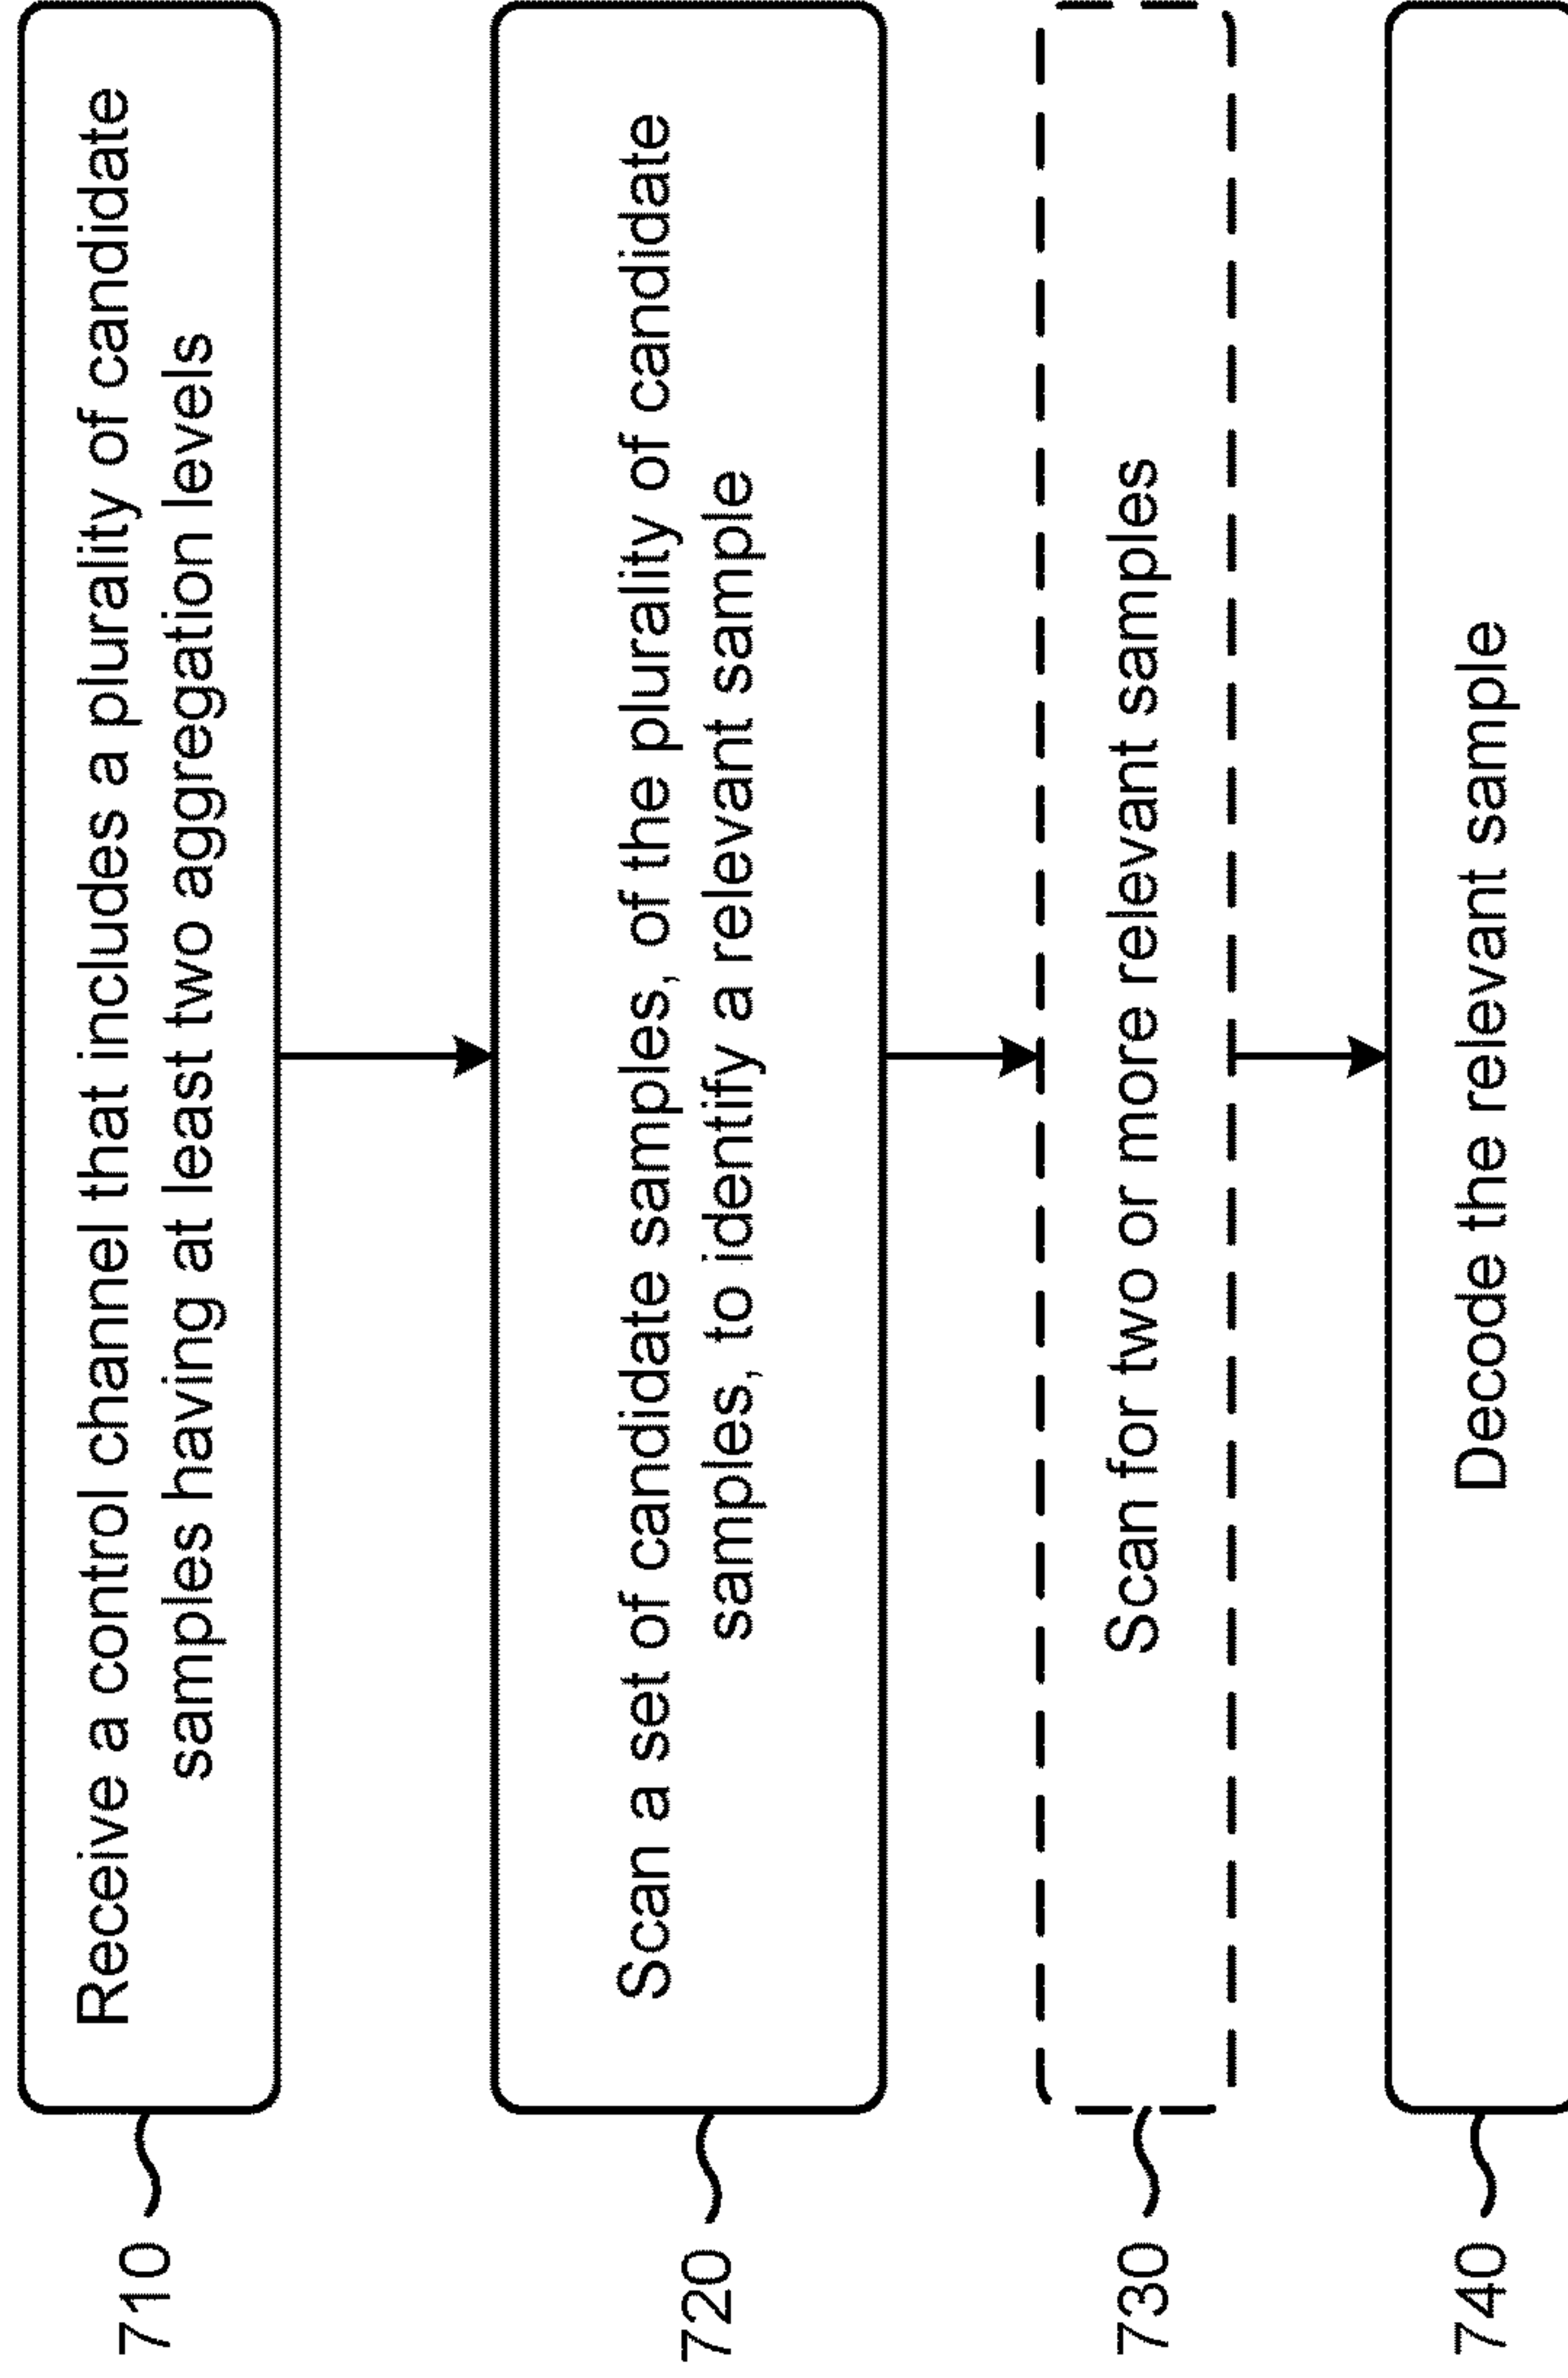 710
Receive a control channel that includes a plurality of candidate
samples having at least two aggregation levels
720
Scan a set of candidate samples, of the plurality of candidate
samples, to identify a relevant sample
730
Scan for two or more relevant samples
740
Decode the relevant sample